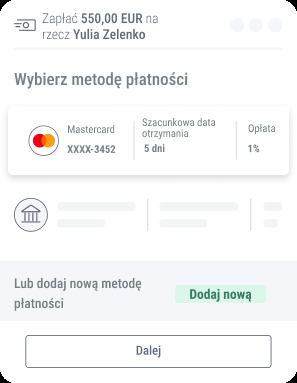 Zapłać 550,00 EUR na
rzecz Yulia Zelenko
Wybierz metodę płatności
Mastercard
XXXX-3452
Szacunkowa data
otrzymania
5 dni
Opłata
1%
Lub dodaj nową metodę
płatności
Dodaj nową
Dalej